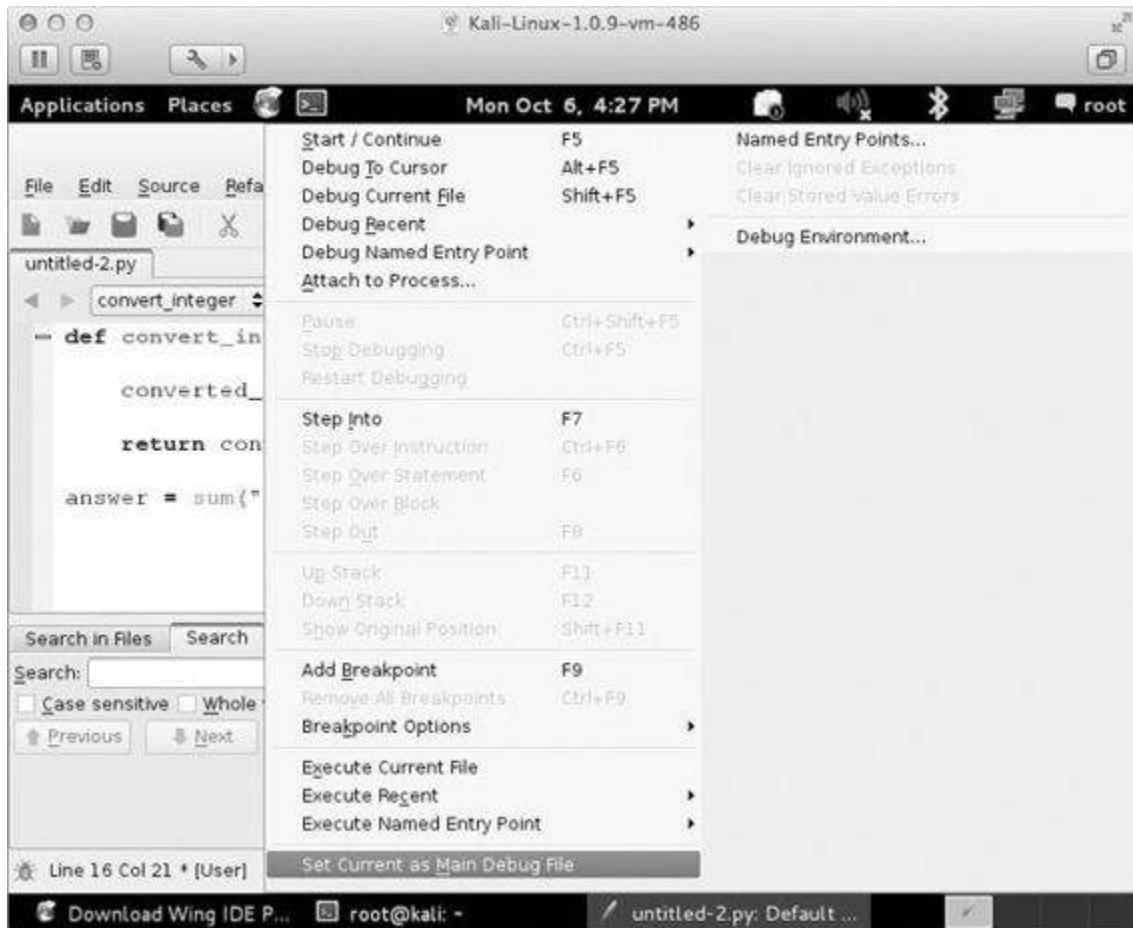 Kali-Linux-1.0.9-vm-486
Applications Places Mon Oct 6, 4:27 PM root
File Edit Source Refa
untitled-2.py
convert_integer
def convert_in
converted_
return con
answer = sum("
Search in Files Search
Search:
Case sensitive Whole
Previous Next
Line 16 Col 21 * [User]
Start / Continue F5
Debug To Cursor Alt+F5
Debug Current File Shift+F5
Debug Recent
Debug Named Entry Point
Attach to Process...
Pause Ctrl+Shift+F5
Stop Debugging Ctrl+F5
Restart Debugging
Step Into F7
Step Over Instruction Ctrl+F6
Step Over Statement F6
Step Over Block
Step Out F8
Up Stack F11
Down Stack F12
Show Original Position Shift+F11
Add Breakpoint F9
Remove All Breakpoints Ctrl+F9
Breakpoint Options
Execute Current File
Execute Recent
Execute Named Entry Point
Set Current as Main Debug File
Named Entry Points...
Clear Ignored Exceptions
Clear Stored Value Errors
Debug Environment...
Download Wing IDE P... root@kali: ~ untitled-2.py: Default ...